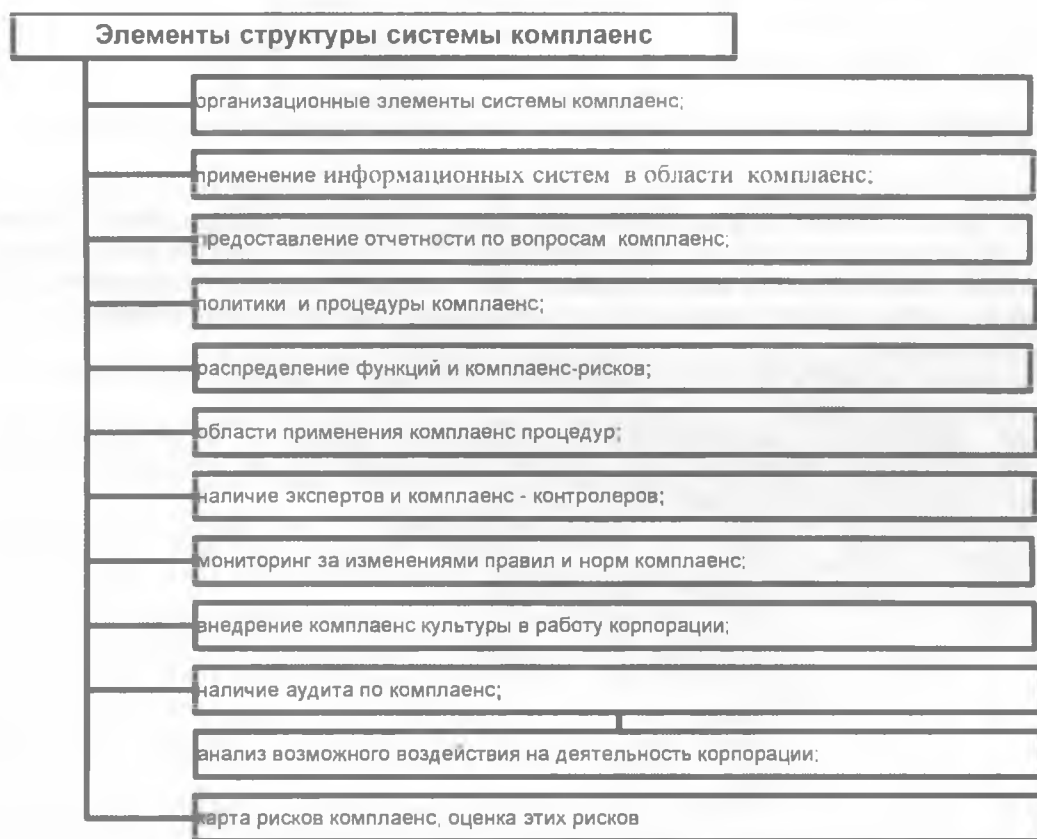 Элементы структуры системы комплаенс
организационные элементы системы комплаенс;
применение информационных систем в области комплаенс;
предоставление отчетности по вопросам комплаенс;
политики и процедуры комплаенс;
распределение функций и комплаенс-рисков;
области применения комплаенс процедур;
наличие экспертов и комплаенс - контролеров;
мониторинг за изменениями правил и норм комплаенс;
внедрение комплаенс культуры в работу корпорации;
наличие аудита по комплаенс;
анализ возможного воздействия на деятельность корпорации;
карта рисков комплаенс, оценка этих рисков